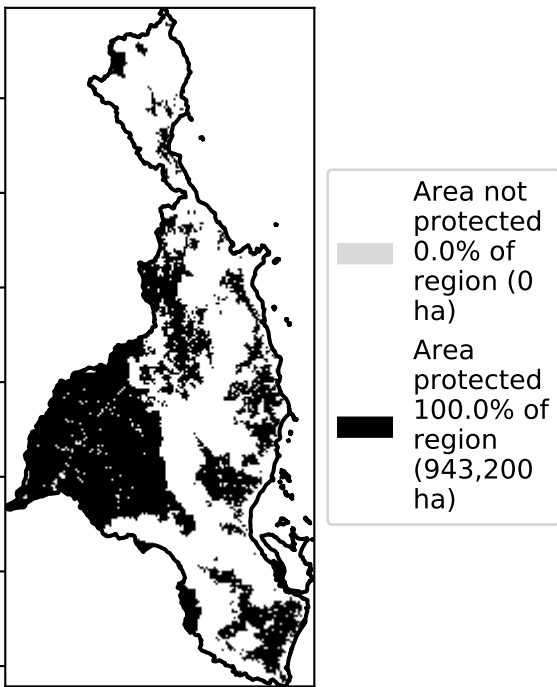 Area not
protected
0.0% of
region (0
ha)
Area
protected
100.0% of
region
(943,200
ha)